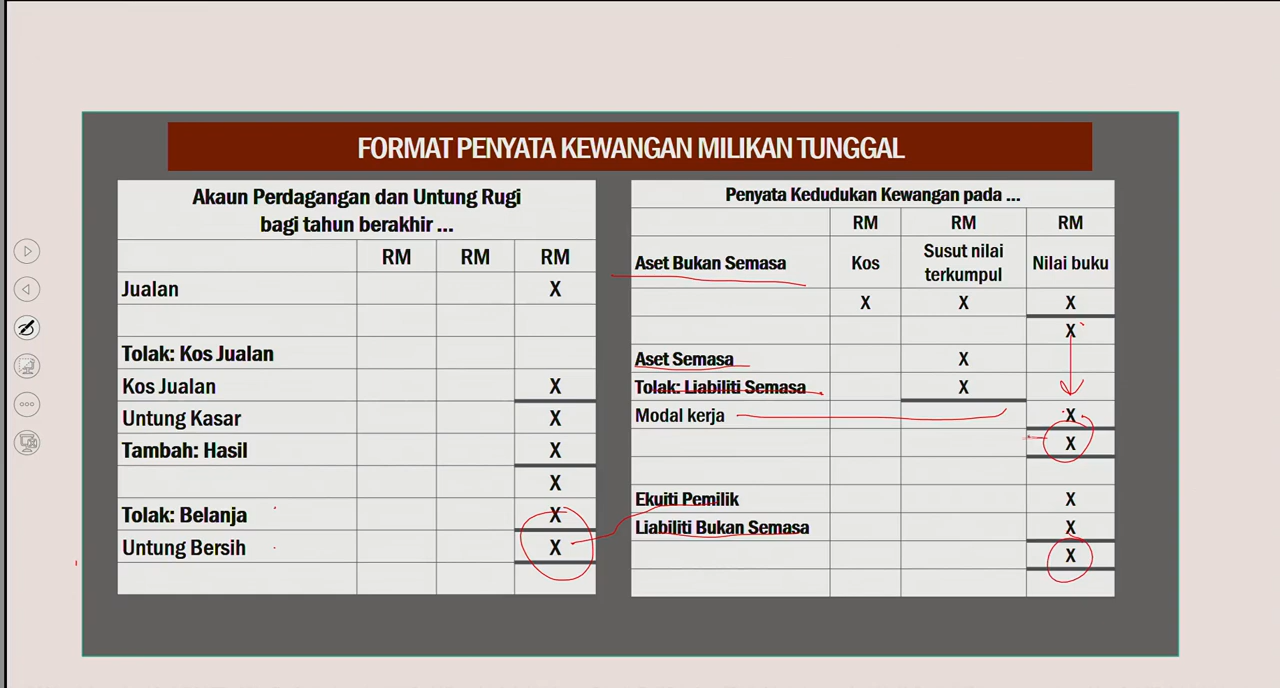 FORMAT PENYATA KEWANGAN MILIKAN TUNGGAL
Akaun Perdagangan dan Untung Rugi
bagi tahun berakhir ...
RM RM RM
Jualan X
Tolak: Kos Jualan
Kos Jualan X
Untung Kasar X
Tambah: Hasil X
X
Tolak: Belanja X
Untung Bersih X
Penyata Kedudukan Kewangan pada ...
RM RM RM
Aset Bukan Semasa Kos Susut nilai terkumpul Nilai buku
X X X
X
Aset Semasa X
Tolak: Liabiliti Semasa X
Modal kerja X
X
Ekuiti Pemilik X
Liabiliti Bukan Semasa X
X